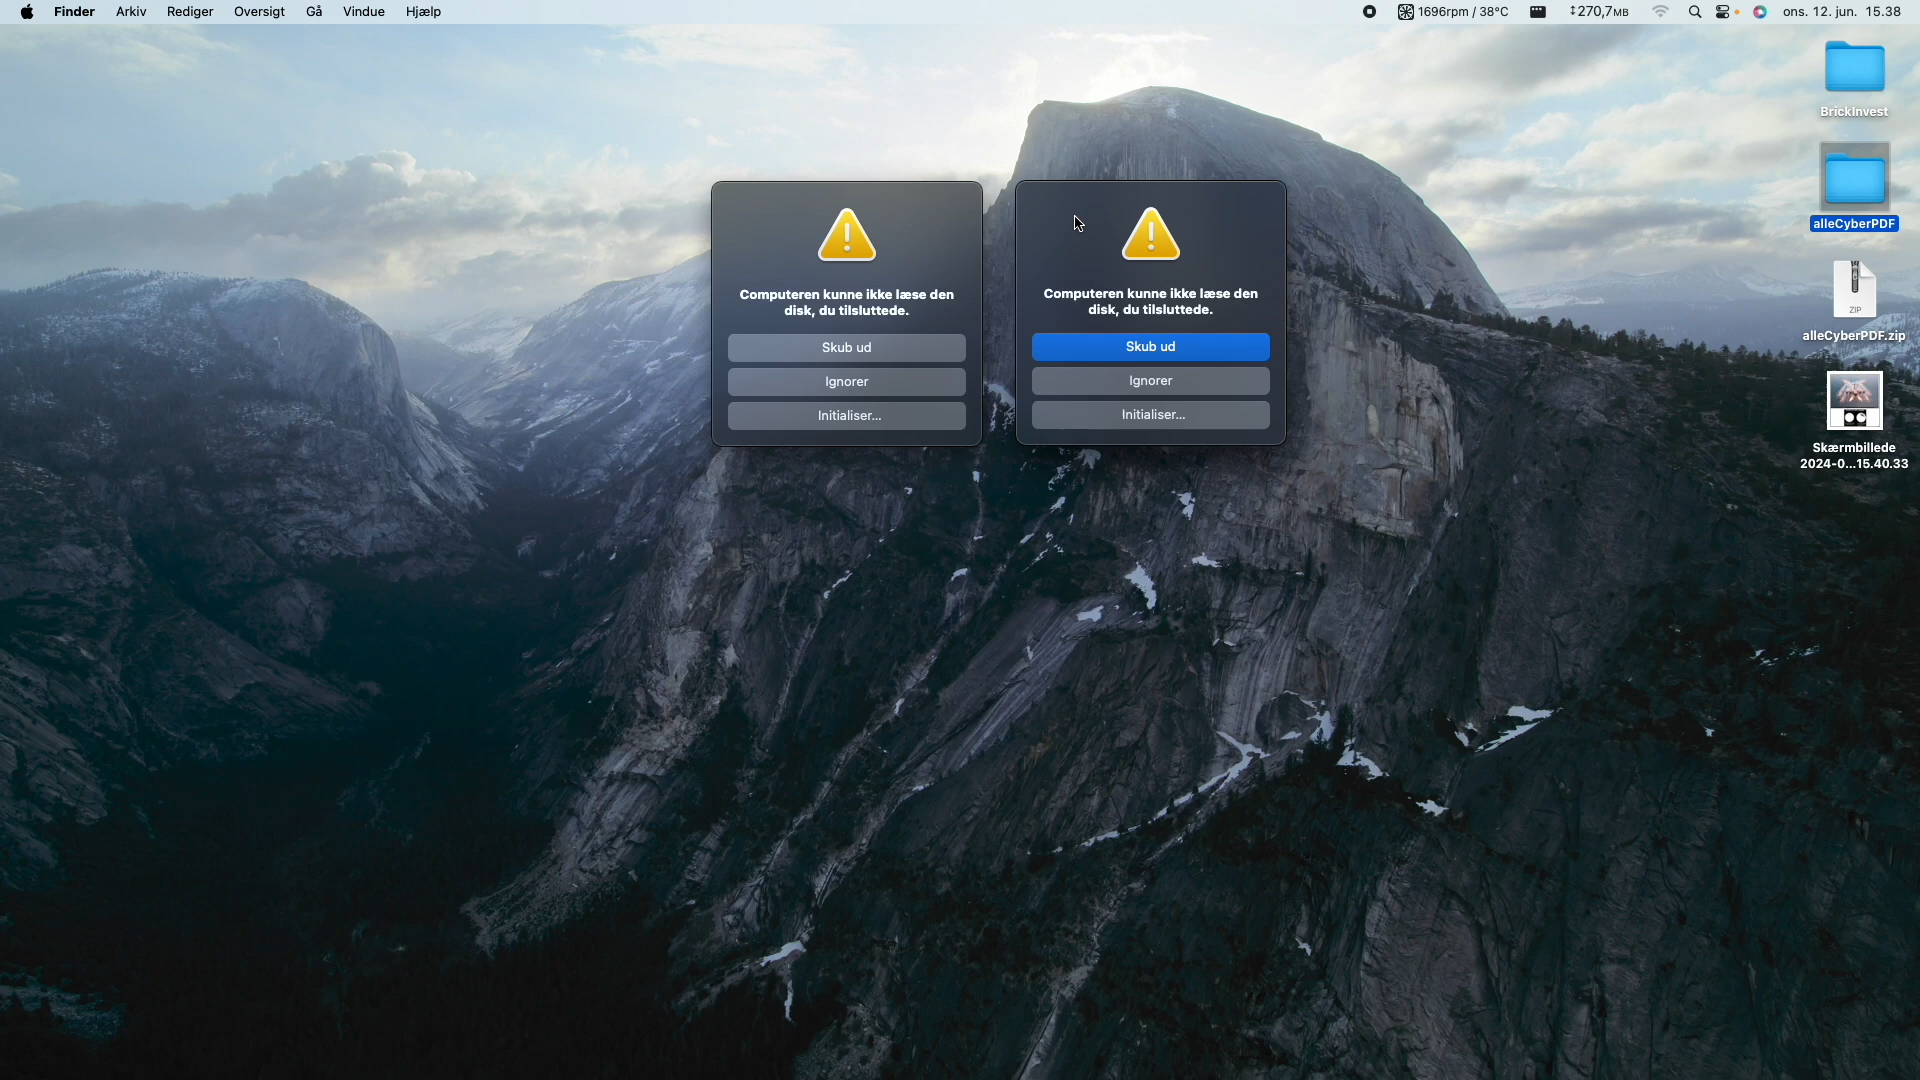 Finder Arkiv Rediger Oversigt Gå Vindue Hjælp
1696rpm / 38°C 270,7MB ons. 12. jun. 15.38
BrickInvest
alleCyberPDF
ZIP
alleCyberPDF.zip
Skærmbillede
2024-0...15.40.33
Computeren kunne ikke læse den
disk, du tilsluttede.
Skub ud
Ignorer
Initialiser...
Computeren kunne ikke læse den
disk, du tilsluttede.
Skub ud
Ignorer
Initialiser...